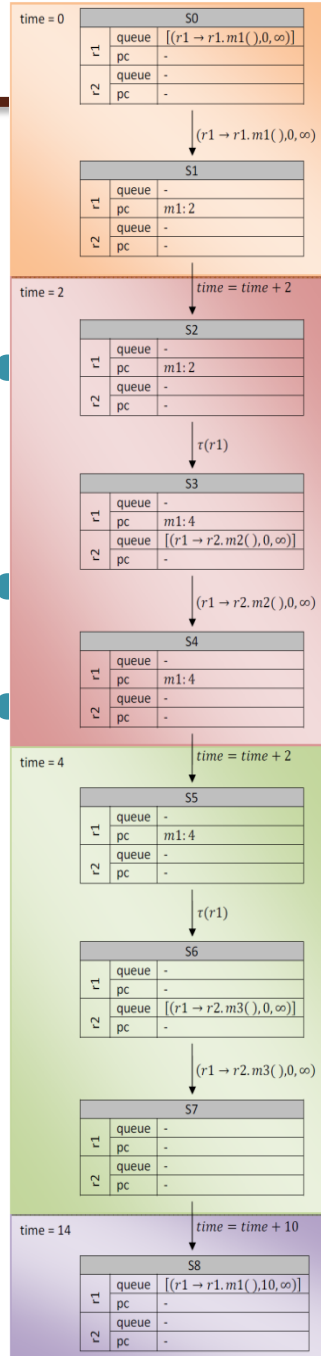 time = 0
S0
r1 queue [(r1 → r1.m1( ),0,∞)]
pc -
r2 queue -
pc -
(r1 → r1.m1( ),0,∞)
S1
r1 queue -
pc m1:2
r2 queue -
pc -
time = 2
time = time + 2
S2
r1 queue -
pc m1:2
r2 queue -
pc -
τ(r1)
S3
r1 queue -
pc m1:4
r2 queue [(r1 → r2.m2( ),0,∞)]
pc -
(r1 → r2.m2( ),0,∞)
S4
r1 queue -
pc m1:4
r2 queue -
pc -
time = 4
time = time + 2
S5
r1 queue -
pc m1:4
r2 queue -
pc -
τ(r1)
S6
r1 queue -
pc -
r2 queue [(r1 → r2.m3( ),0,∞)]
pc -
(r1 → r2.m3( ),0,∞)
S7
r1 queue -
pc -
r2 queue -
pc -
time = 14
time = time + 10
S8
r1 queue [(r1 → r1.m1( ),10,∞)]
pc -
r2 queue -
pc -